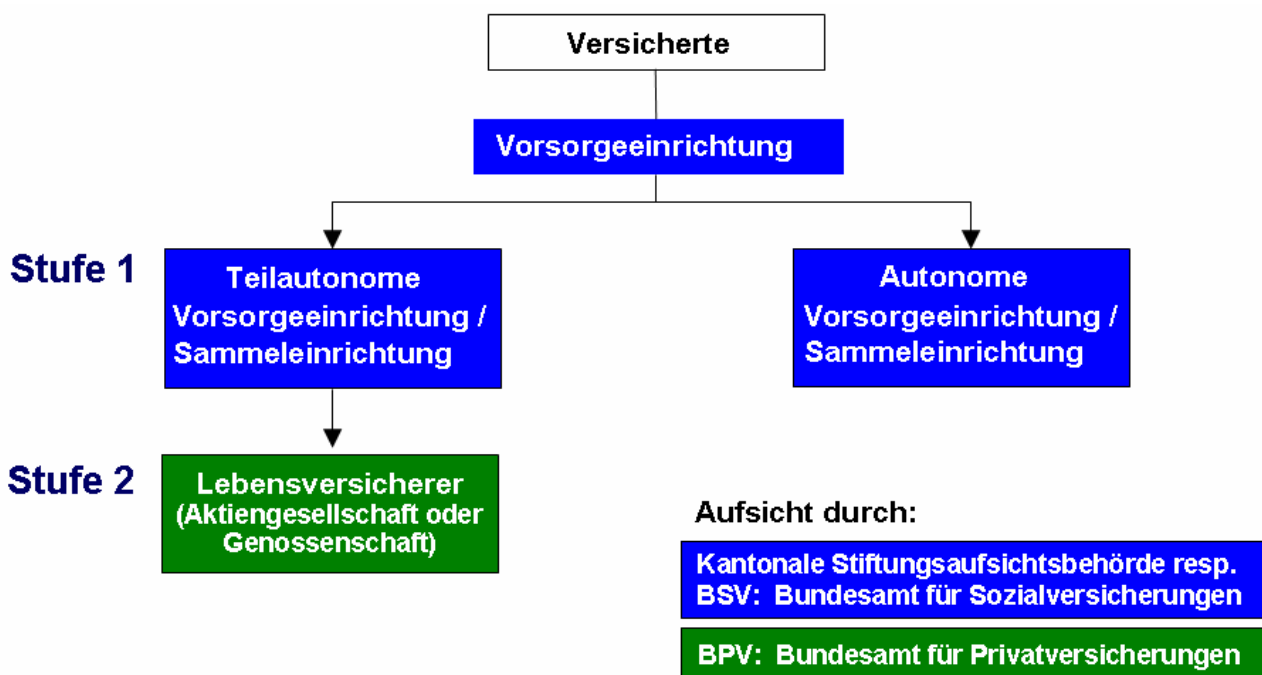 Versicherte
Vorsorgeeinrichtung
Stufe 1
Teilautonome
Vorsorgeeinrichtung /
Sammeleinrichtung
Autonome
Vorsorgeeinrichtung /
Sammeleinrichtung
Stufe 2
Lebensversicherer
(Aktiengesellschaft oder
Genossenschaft)
Aufsicht durch:
Kantonale Stiftungsaufsichtsbehörde resp.
BSV: Bundesamt für Sozialversicherungen
BPV: Bundesamt für Privatversicherungen